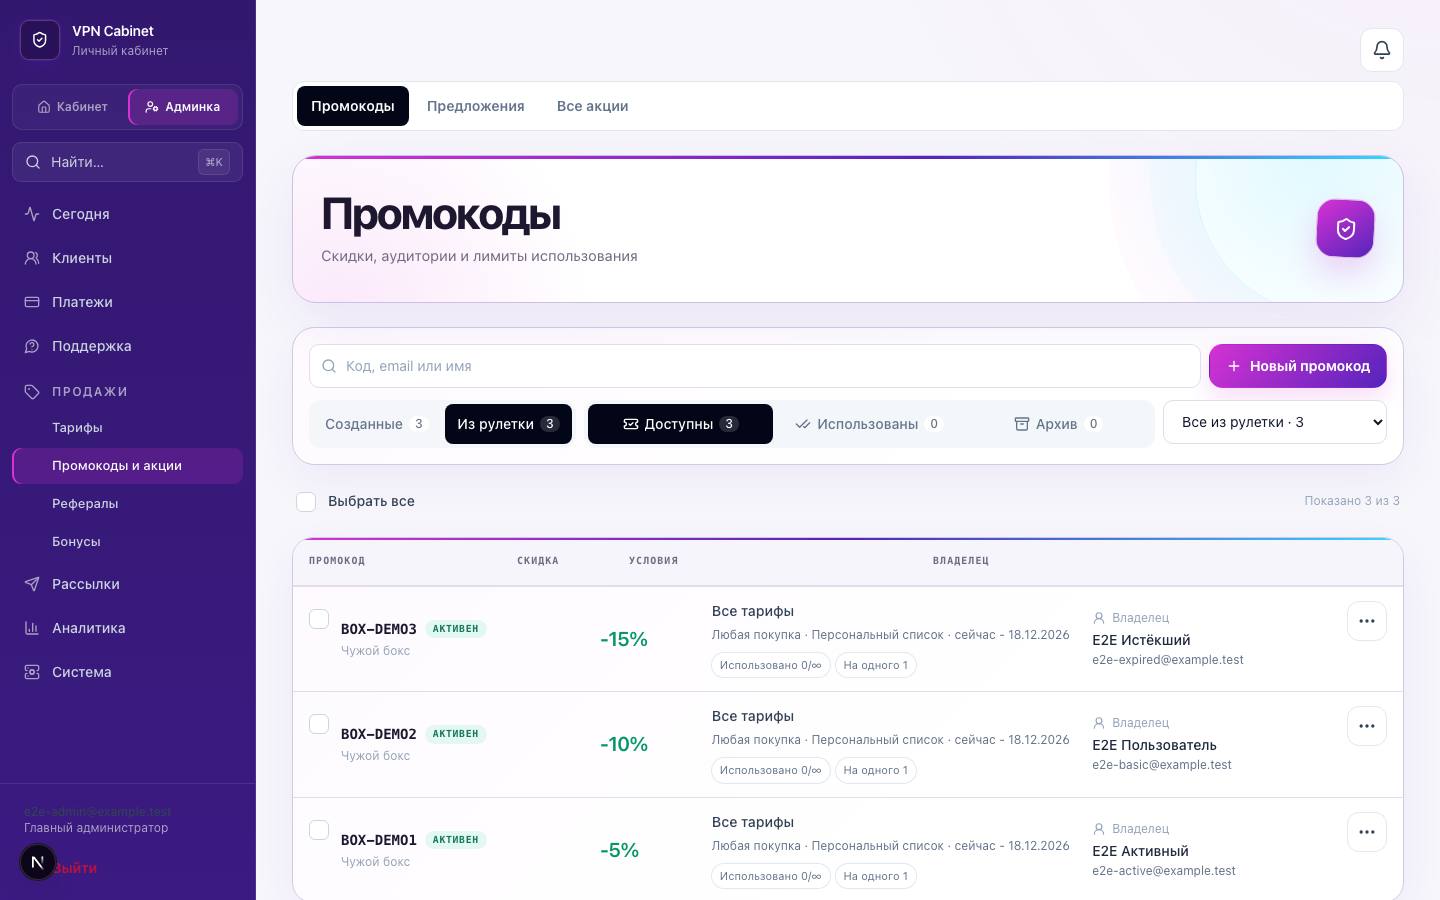 VPN Cabinet
Личный кабинет
Кабинет
Админка
Найти...
⌘K
Сегодня
Клиенты
Платежи
Поддержка
ПРОДАЖИ
Тарифы
Промокоды и акции
Рефералы
Бонусы
Рассылки
Аналитика
Система
e2e-admin@example.test
Главный администратор
N
Выйти
Промокоды
Предложения
Все акции
Промокоды
Скидки, аудитории и лимиты использования
Код, email или имя
+ Новый промокод
Созданные 3
Из рулетки 3
Доступны 3
Использованы 0
Архив 0
Все из рулетки · 3
Выбрать все
Показано 3 из 3
ПРОМОКОД
СКИДКА
УСЛОВИЯ
ВЛАДЕЛЕЦ
BOX-DEMO3 АКТИВЕН
Чужой бокс
-15%
Все тарифы
Любая покупка · Персональный список · сейчас - 18.12.2026
Использовано 0/∞
На одного 1
Владелец
E2E Истёкший
e2e-expired@example.test
BOX-DEMO2 АКТИВЕН
Чужой бокс
-10%
Все тарифы
Любая покупка · Персональный список · сейчас - 18.12.2026
Использовано 0/∞
На одного 1
Владелец
E2E Пользователь
e2e-basic@example.test
BOX-DEMO1 АКТИВЕН
Чужой бокс
-5%
Все тарифы
Любая покупка · Персональный список · сейчас - 18.12.2026
Использовано 0/∞
На одного 1
Владелец
E2E Активный
e2e-active@example.test